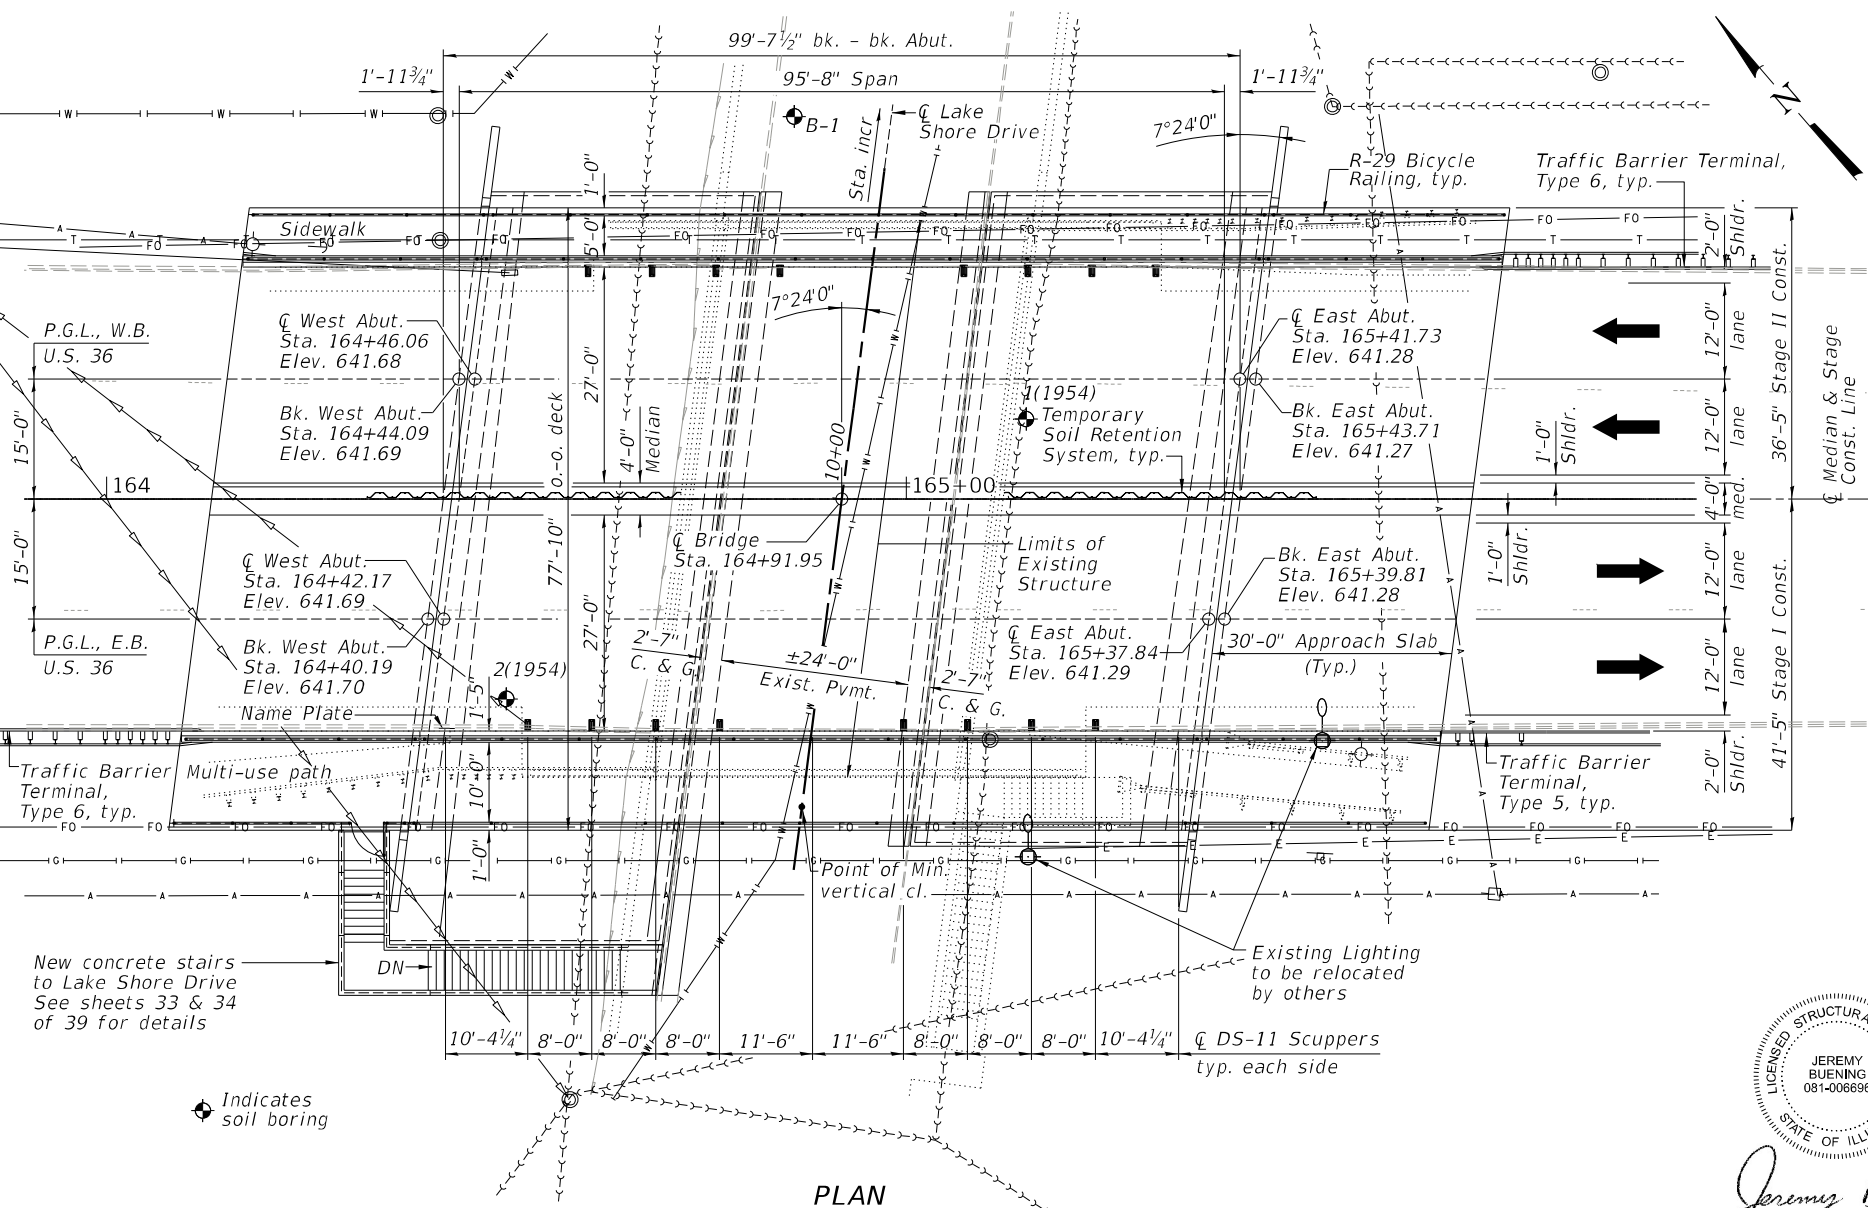 99'-7½" bk. - bk. Abut.
1'-11¾"
95'-8" Span
1'-11¾"
B-1
Sta. incr
℄ Lake
Shore Drive
7°24'0"
N
R-29 Bicycle
Railing, typ.
Traffic Barrier Terminal,
Type 6, typ.
1'-0"
5'-0"
Sidewalk
2'-0"
Shldr.
7°24'0"
P.G.L., W.B.
U.S. 36
℄ West Abut.
Sta. 164+46.06
Elev. 641.68
27'-0"
℄ East Abut.
Sta. 165+41.73
Elev. 641.28
12'-0"
lane
36'-5" Stage II Const.
℄ Median & Stage
Const. Line
15'-0"
Bk. West Abut.
Sta. 164+44.09
Elev. 641.69
o.-o. deck
77'-10"
4'-0"
Median
10+00
1(1954)
Temporary
Soil Retention
System, typ.
Bk. East Abut.
Sta. 165+43.71
Elev. 641.27
1'-0"
Shldr.
12'-0"
lane
164
165+00
4'-0"
med.
15'-0"
℄ West Abut.
Sta. 164+42.17
Elev. 641.69
℄ Bridge
Sta. 164+91.95
Limits of
Existing
Structure
Bk. East Abut.
Sta. 165+39.81
Elev. 641.28
1'-0"
Shldr.
12'-0"
lane
P.G.L., E.B.
U.S. 36
Bk. West Abut.
Sta. 164+40.19
Elev. 641.70
27'-0"
2'-7"
C. & G.
±24'-0"
Exist. Pvmt.
2'-7"
C. & G.
℄ East Abut.
Sta. 165+37.84
Elev. 641.29
30'-0" Approach Slab
(Typ.)
12'-0"
lane
41'-5" Stage I Const.
2(1954)
1'-5"
Name Plate
Traffic Barrier
Terminal,
Type 6, typ.
Multi-use path
10'-0"
1'-0"
Traffic Barrier
Terminal,
Type 5, typ.
2'-0"
Shldr.
Point of Min.
vertical cl.
New concrete stairs
to Lake Shore Drive
See sheets 33 & 34
of 39 for details
DN
Existing Lighting
to be relocated
by others
10'-4¼"
8'-0"
8'-0"
8'-0"
11'-6"
11'-6"
8'-0"
8'-0"
8'-0"
10'-4¼"
℄ DS-11 Scuppers
typ. each side
Indicates
soil boring
LICENSED STRUCTURA
JEREMY
BUENING
081-006696
STATE OF ILL
Jeremy
PLAN